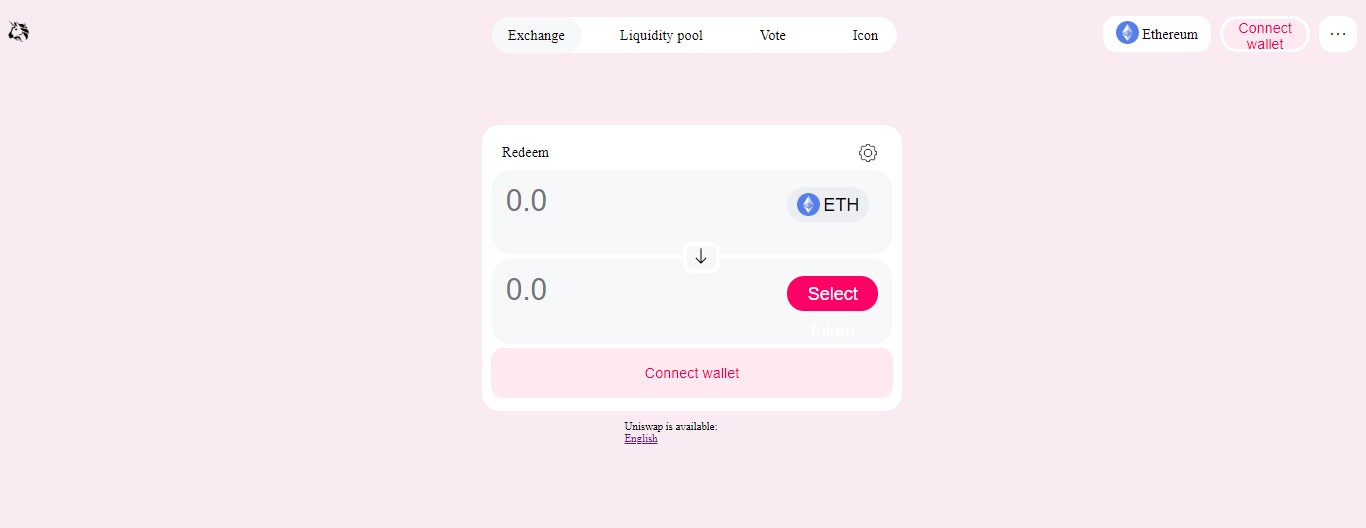 Exchange Liquidity pool Vote Icon
Ethereum
Connect
wallet
...
Redeem
0.0
ETH
0.0
Select
token
Connect wallet
Uniswap is available:
English